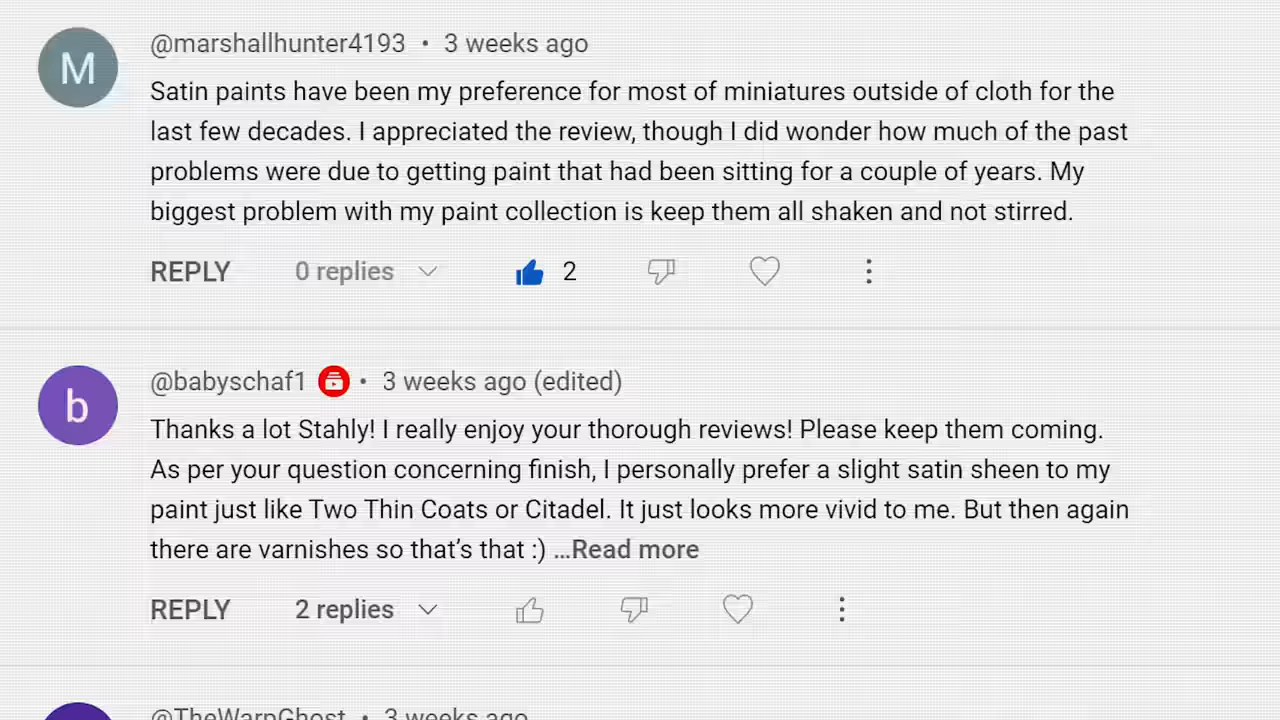 M
@marshallhunter4193 • 3 weeks ago
Satin paints have been my preference for most of miniatures outside of cloth for the
last few decades. I appreciated the review, though I did wonder how much of the past
problems were due to getting paint that had been sitting for a couple of years. My
biggest problem with my paint collection is keep them all shaken and not stirred.
REPLY 0 replies 2
b
@babyschaf1 • 3 weeks ago (edited)
Thanks a lot Stahly! I really enjoy your thorough reviews! Please keep them coming.
As per your question concerning finish, I personally prefer a slight satin sheen to my
paint just like Two Thin Coats or Citadel. It just looks more vivid to me. But then again
there are varnishes so that’s that :) ...Read more
REPLY 2 replies
@TheWarpGhost • 3 weeks ago